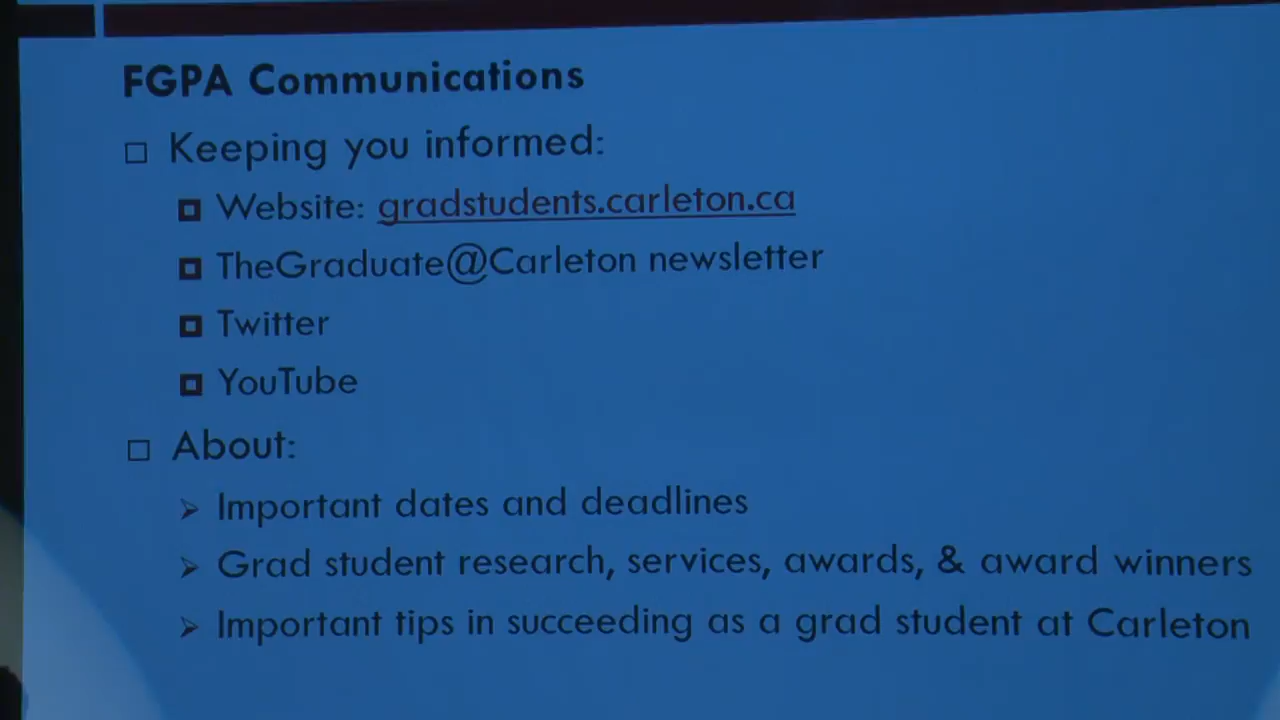 FGPA Communications
Keeping you informed:
Website: gradstudents.carleton.ca
TheGraduate@Carleton newsletter
Twitter
YouTube
About:
Important dates and deadlines
Grad student research, services, awards, & award winners
Important tips in succeeding as a grad student at Carleton